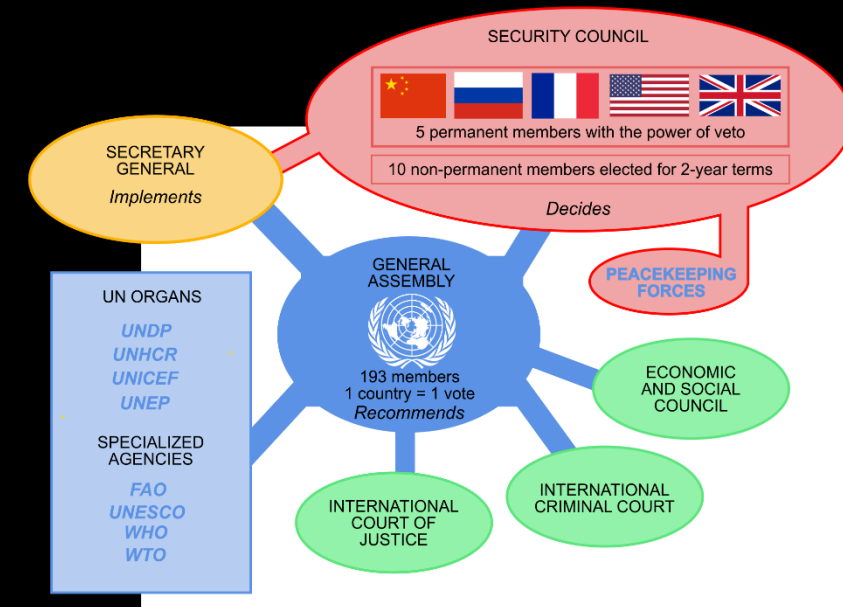 SECURITY COUNCIL
5 permanent members with the power of veto
10 non-permanent members elected for 2-year terms
Decides
SECRETARY
GENERAL
Implements
PEACEKEEPING
FORCES
GENERAL
ASSEMBLY
193 members
1 country = 1 vote
Recommends
UN ORGANS
UNDP
UNHCR
UNICEF
UNEP
SPECIALIZED
AGENCIES
FAO
UNESCO
WHO
WTO
ECONOMIC
AND SOCIAL
COUNCIL
INTERNATIONAL
CRIMINAL COURT
INTERNATIONAL
COURT OF
JUSTICE